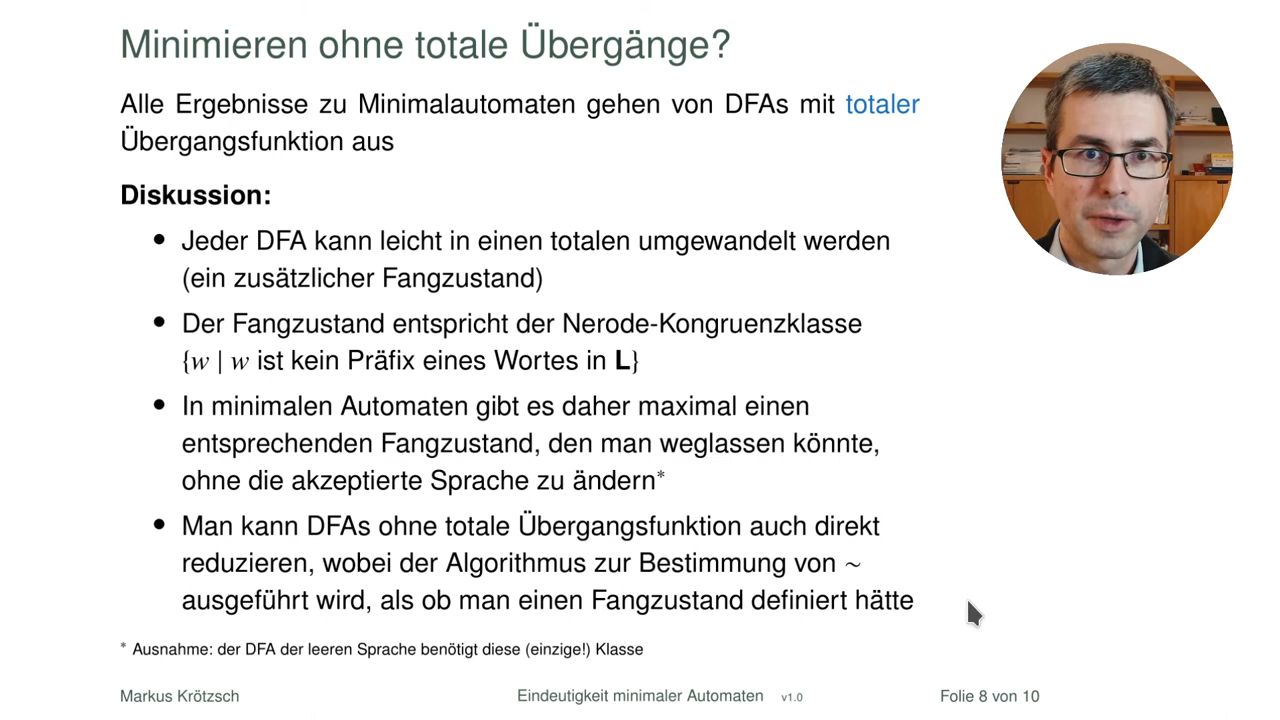 Minimieren ohne totale Übergänge?
Alle Ergebnisse zu Minimalautomaten gehen von DFAs mit totaler
Übergangsfunktion aus
Diskussion:
• Jeder DFA kann leicht in einen totalen umgewandelt werden
(ein zusätzlicher Fangzustand)
• Der Fangzustand entspricht der Nerode-Kongruenzklasse
{w | w ist kein Präfix eines Wortes in L}
• In minimalen Automaten gibt es daher maximal einen
entsprechenden Fangzustand, den man weglassen könnte,
ohne die akzeptierte Sprache zu ändern*
• Man kann DFAs ohne totale Übergangsfunktion auch direkt
reduzieren, wobei der Algorithmus zur Bestimmung von ∼
ausgeführt wird, als ob man einen Fangzustand definiert hätte
* Ausnahme: der DFA der leeren Sprache benötigt diese (einzige!) Klasse
Markus Krötzsch Eindeutigkeit minimaler Automaten v1.0 Folie 8 von 10